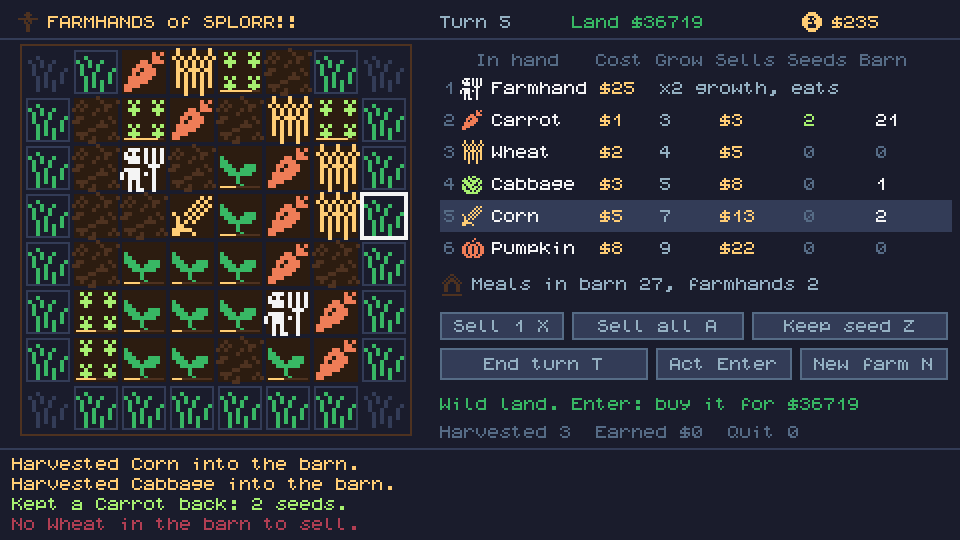 FARMHANDS of SPLORR!! Turn 5 Land $36719 $235
In hand Cost Grow Sells Seeds Barn
1 Farmhand $25 x2 growth, eats
2 Carrot $1 3 $3 2 21
3 Wheat $2 4 $5 0 0
4 Cabbage $3 5 $8 0 1
5 Corn $5 7 $13 0 2
6 Pumpkin $8 9 $22 0 0
Meals in barn 27, farmhands 2
Sell 1 X Sell all A Keep seed Z
End turn T Act Enter New farm N
Wild land. Enter: buy it for $36719
Harvested 3 Earned $0 Quit 0
Harvested Corn into the barn.
Harvested Cabbage into the barn.
Kept a Carrot back: 2 seeds.
No Wheat in the barn to sell.